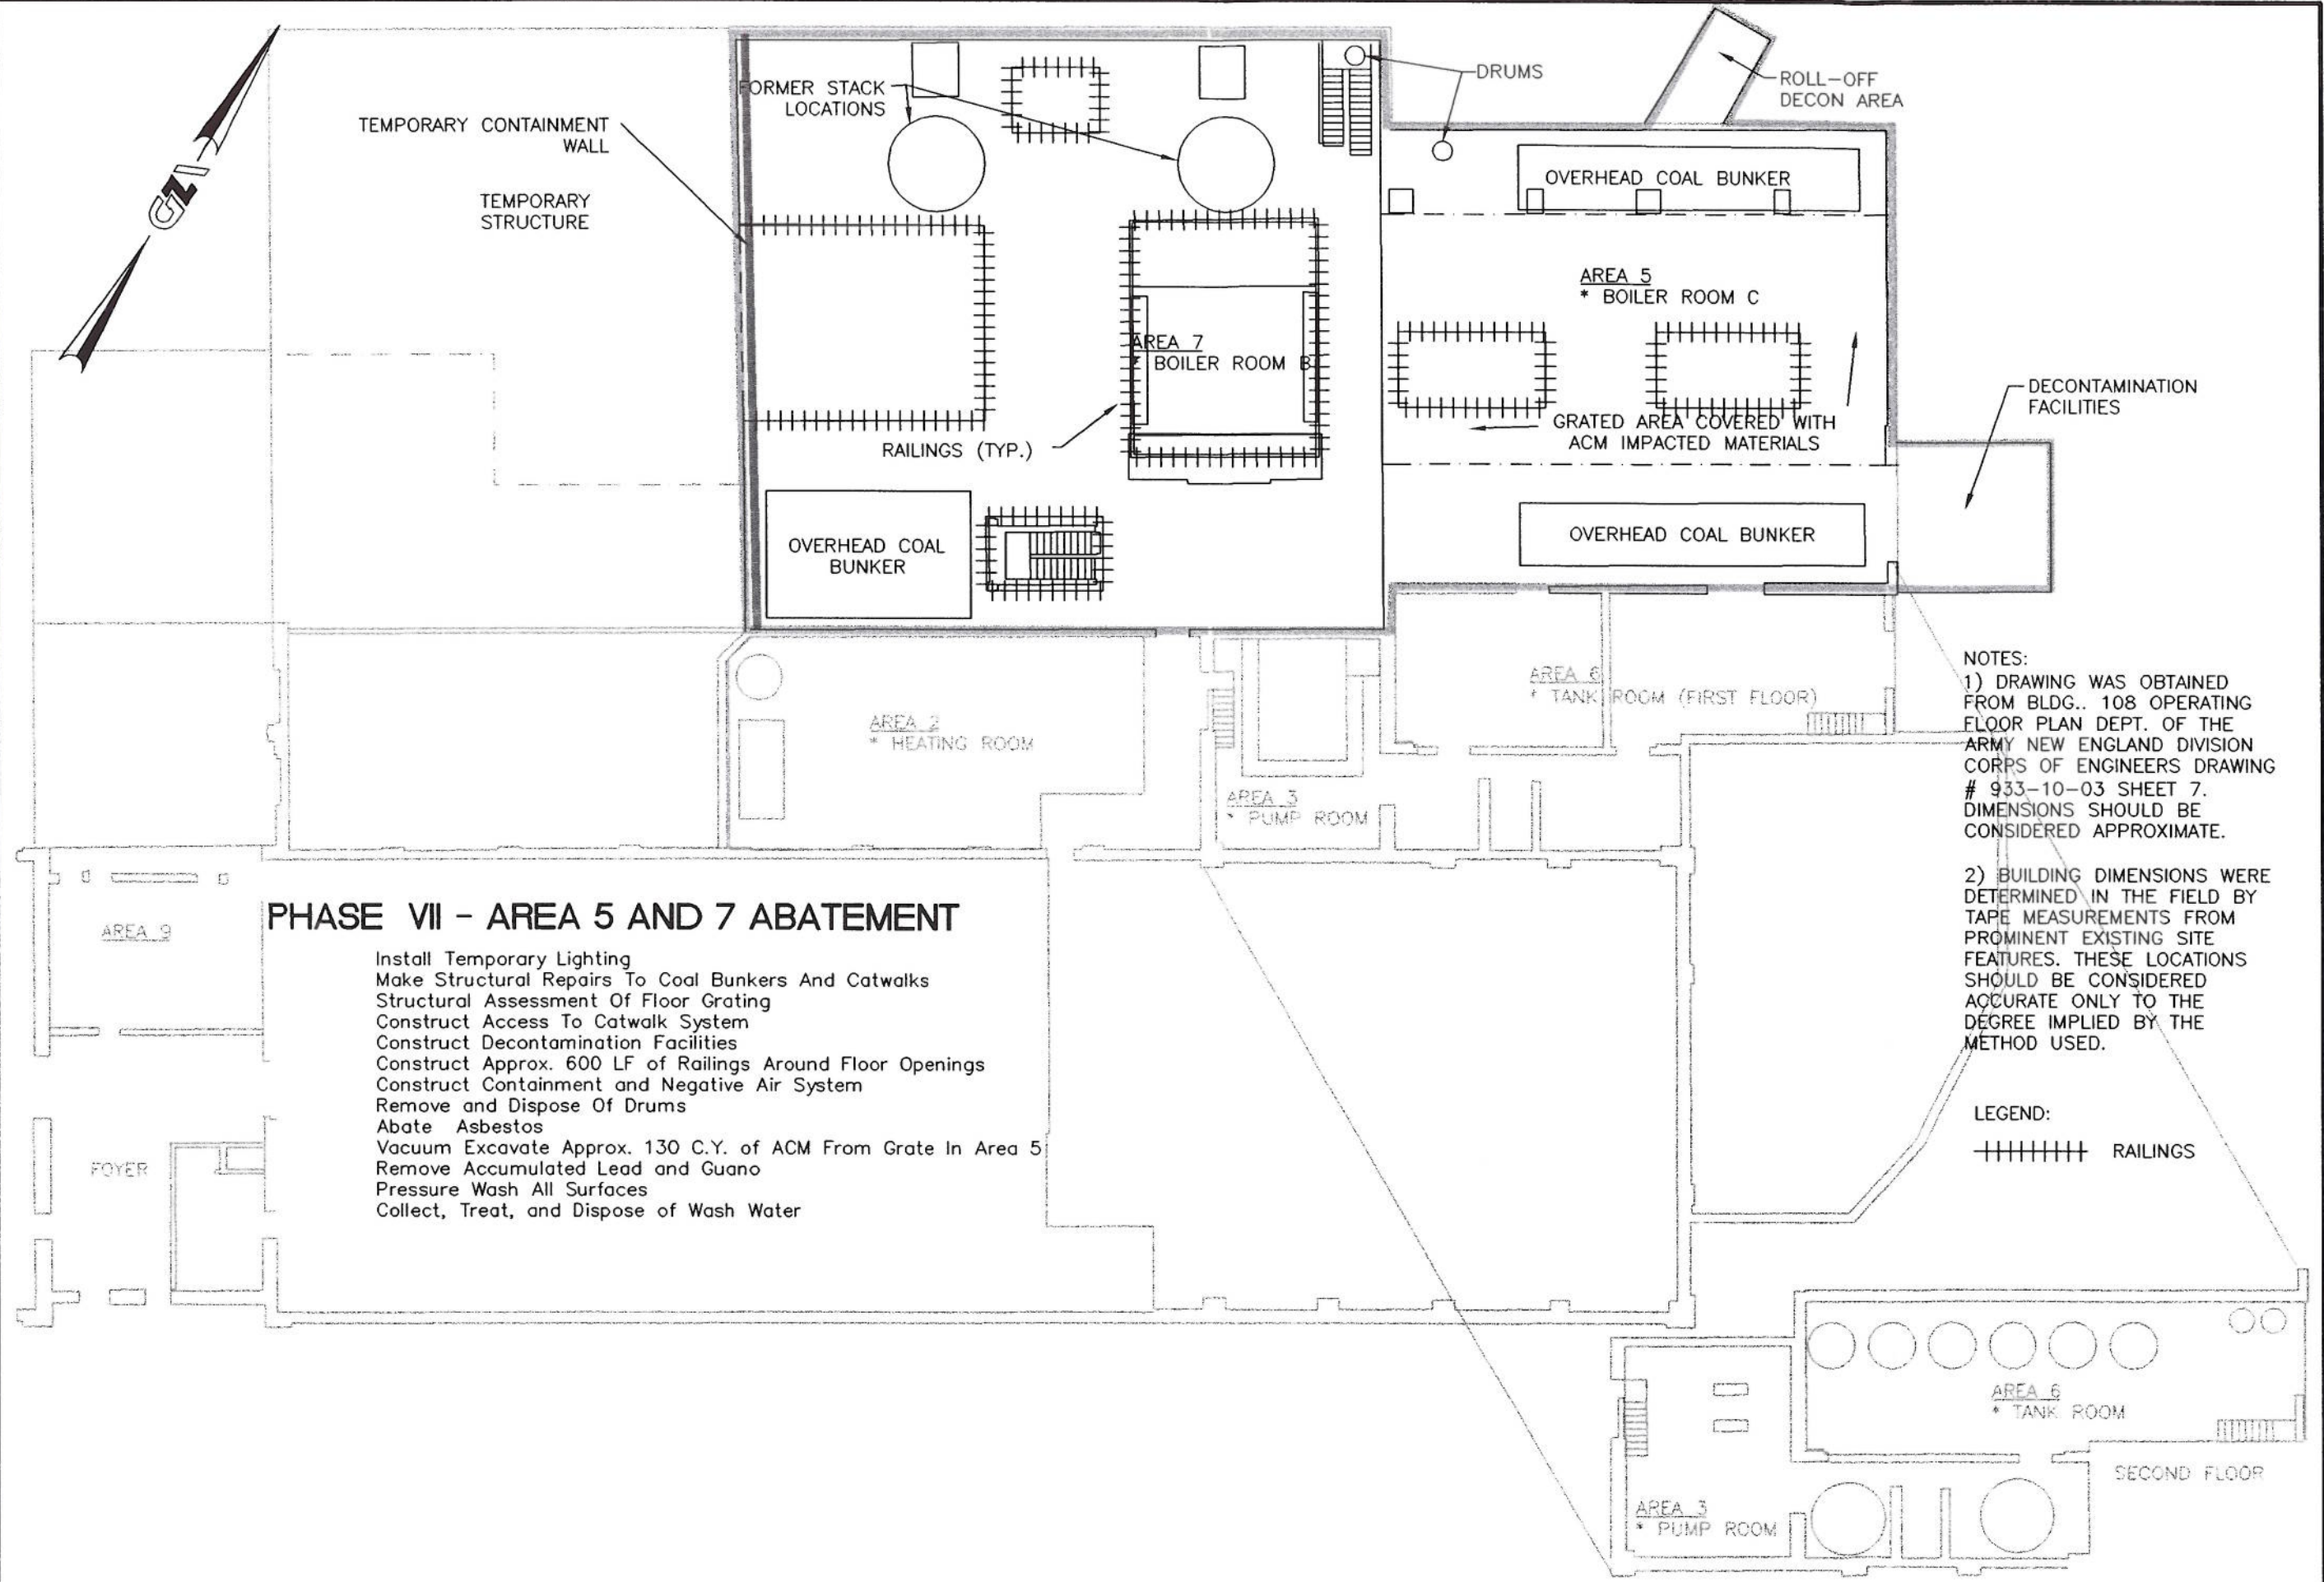 GZA
TEMPORARY CONTAINMENT
WALL
TEMPORARY
STRUCTURE
FORMER STACK
LOCATIONS
DRUMS
ROLL-OFF
DECON AREA
OVERHEAD COAL BUNKER
AREA 5
* BOILER ROOM C
AREA 7
* BOILER ROOM B
RAILINGS (TYP.)
GRATED AREA COVERED WITH
ACM IMPACTED MATERIALS
DECONTAMINATION
FACILITIES
OVERHEAD COAL
BUNKER
OVERHEAD COAL BUNKER
AREA 2
* HEATING ROOM
AREA 3
* PUMP ROOM
AREA 6
* TANK ROOM (FIRST FLOOR)
NOTES:
1) DRAWING WAS OBTAINED
FROM BLDG.. 108 OPERATING
FLOOR PLAN DEPT. OF THE
ARMY NEW ENGLAND DIVISION
CORPS OF ENGINEERS DRAWING
# 933-10-03 SHEET 7.
DIMENSIONS SHOULD BE
CONSIDERED APPROXIMATE.
2) BUILDING DIMENSIONS WERE
DETERMINED IN THE FIELD BY
TAPE MEASUREMENTS FROM
PROMINENT EXISTING SITE
FEATURES. THESE LOCATIONS
SHOULD BE CONSIDERED
ACCURATE ONLY TO THE
DEGREE IMPLIED BY THE
METHOD USED.
LEGEND:
RAILINGS
AREA 9
FOYER
PHASE VII - AREA 5 AND 7 ABATEMENT
Install Temporary Lighting
Make Structural Repairs To Coal Bunkers And Catwalks
Structural Assessment Of Floor Grating
Construct Access To Catwalk System
Construct Decontamination Facilities
Construct Approx. 600 LF of Railings Around Floor Openings
Construct Containment and Negative Air System
Remove and Dispose Of Drums
Abate Asbestos
Vacuum Excavate Approx. 130 C.Y. of ACM From Grate In Area 5
Remove Accumulated Lead and Guano
Pressure Wash All Surfaces
Collect, Treat, and Dispose of Wash Water
AREA 6
* TANK ROOM
SECOND FLOOR
AREA 3
* PUMP ROOM